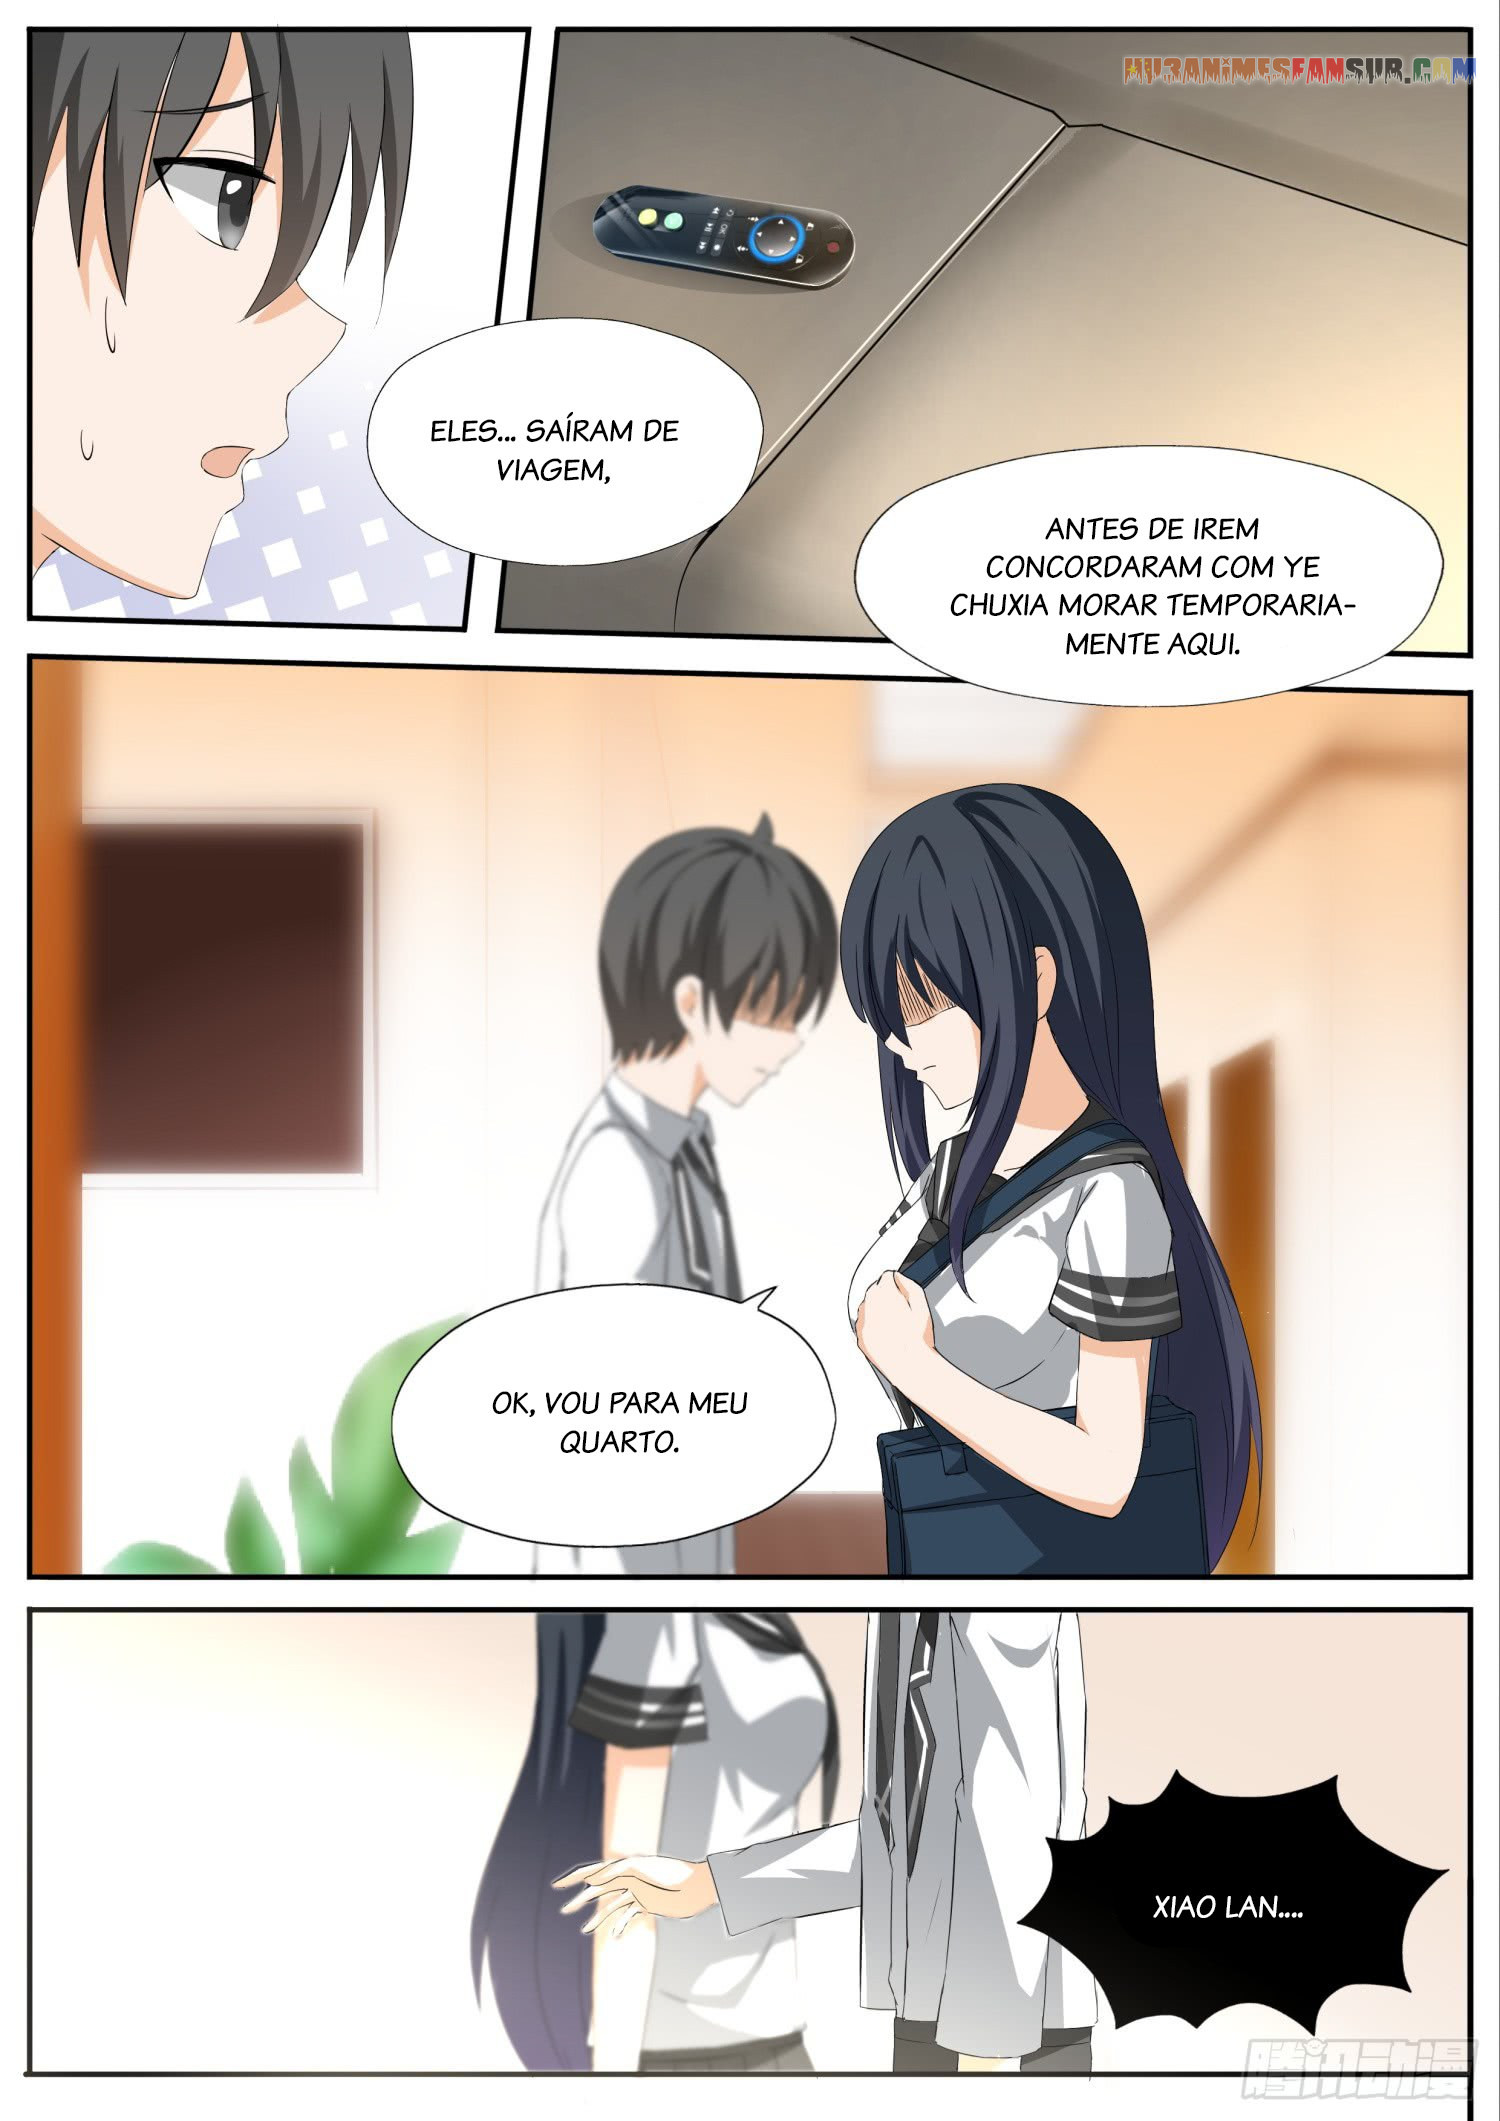 HU3ANIMESFANSUB.COM
ELES... SAÍRAM DE
VIAGEM,
ANTES DE IREM
CONCORDARAM COM YE
CHUXIA MORAR TEMPORARIA-
MENTE AQUI.
OK, VOU PARA MEU
QUARTO.
XIAO LAN....
腾讯动漫